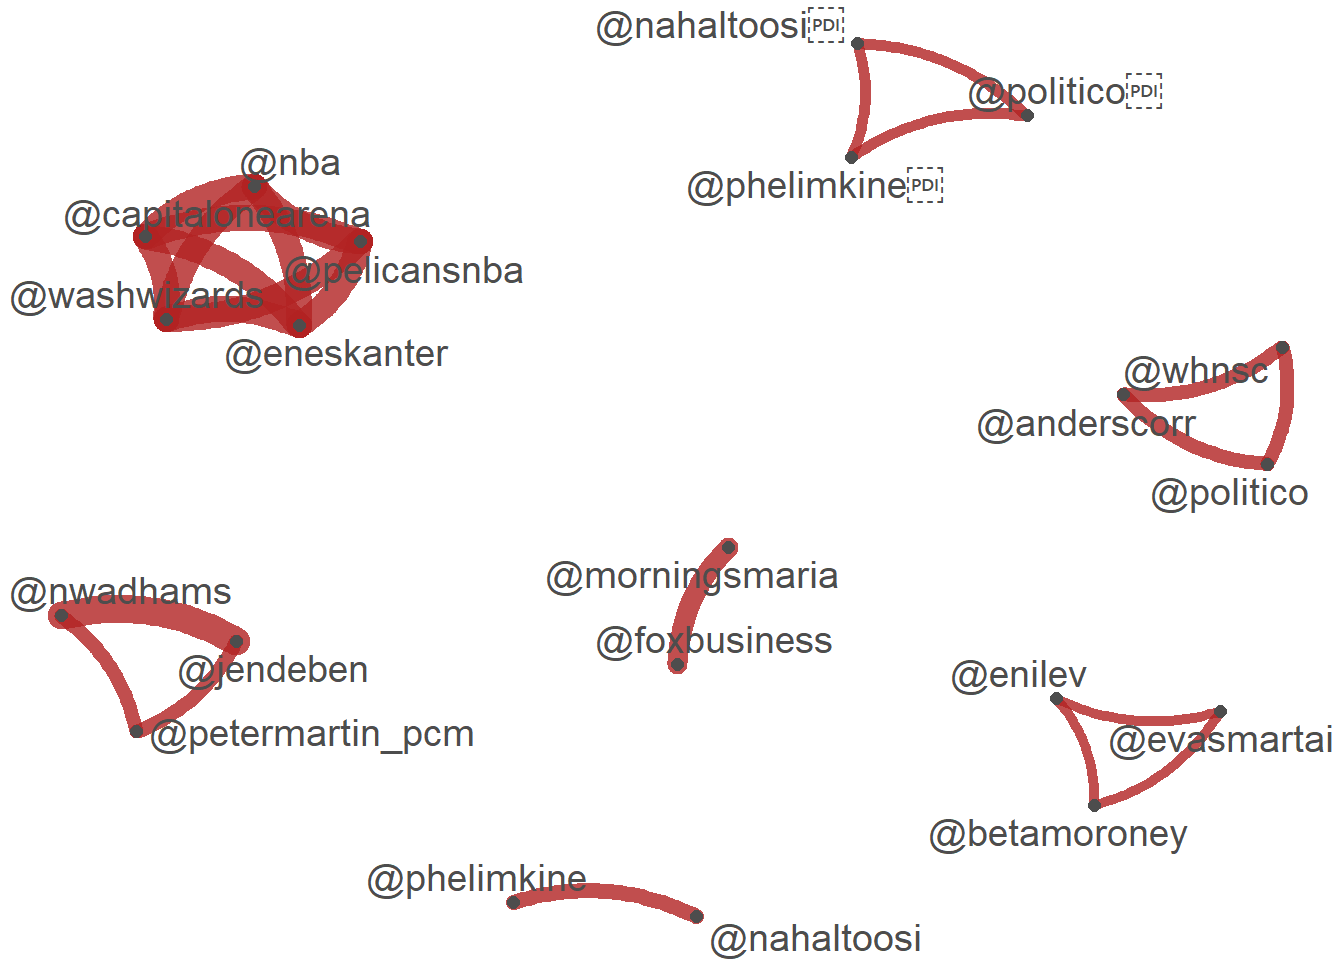 @nahaltoosi PDI
@politico PDI
@nba
@phelimkine PDI
@capitalonearena
@pelicansnba
@washwizards
@eneskanter
@whnsc
@anderscorr
@politico
@morningsmaria
@nwadhams
@foxbusiness
@jendeben
@enilev
@petermartin_pcm
@evasmartai
@betamoroney
@phelimkine
@nahaltoosi